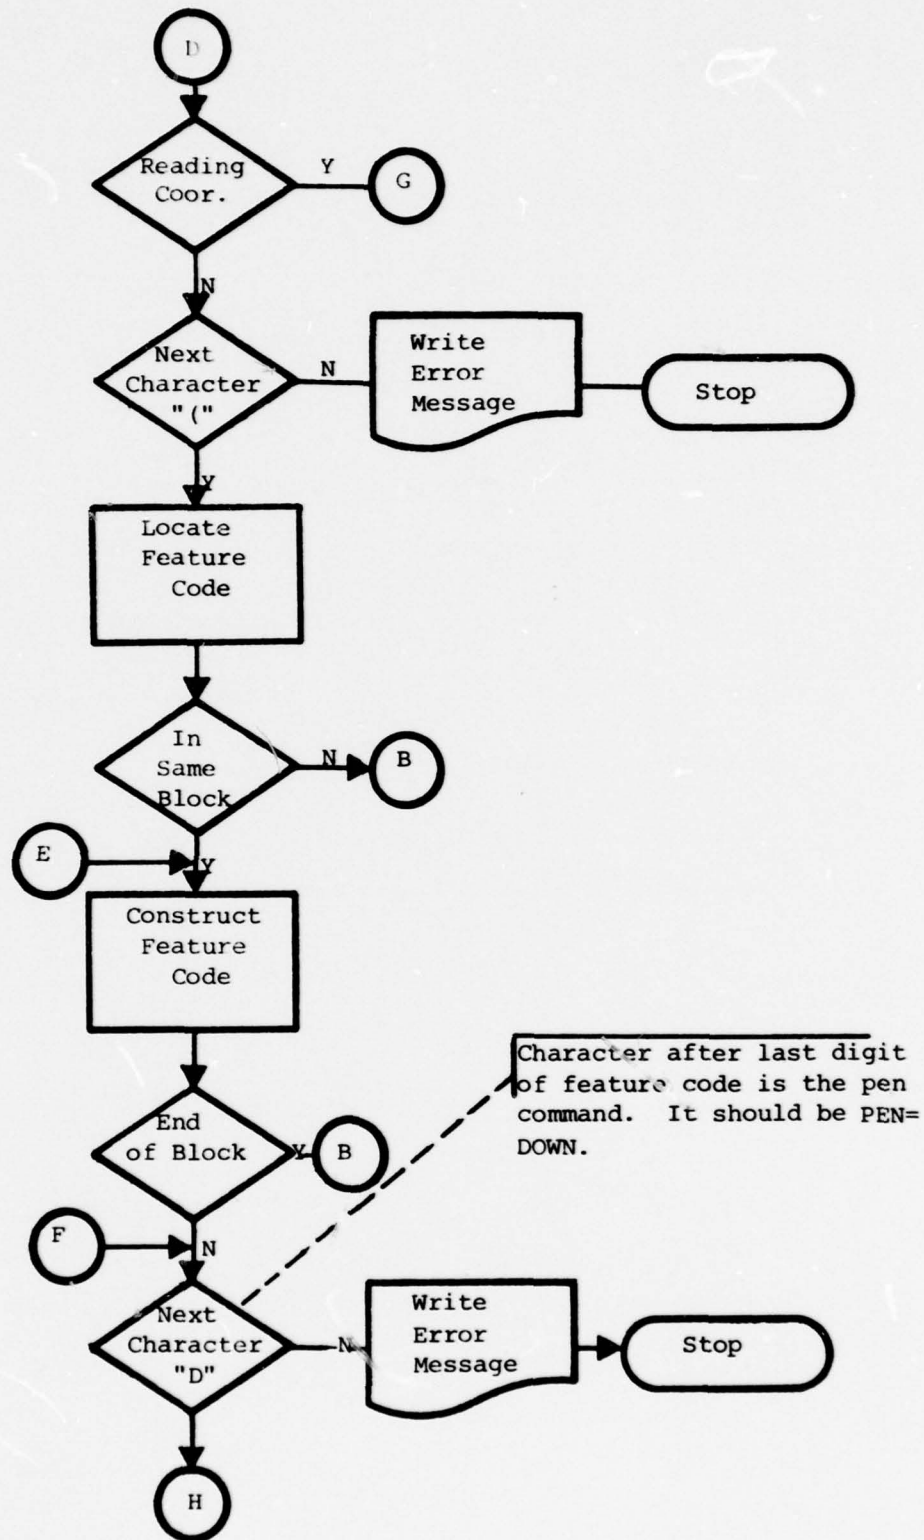 D
Reading
Coor.
Y
G
N
Next
Character
"("
N
Write
Error
Message
Stop
Y
Locate
Feature
Code
In
Same
Block
N
B
E
Y
Construct
Feature
Code
Character after last digit
of feature code is the pen
command. It should be PEN=
DOWN.
End
of Block
Y
B
F
N
Next
Character
"D"
N
Write
Error
Message
Stop
H